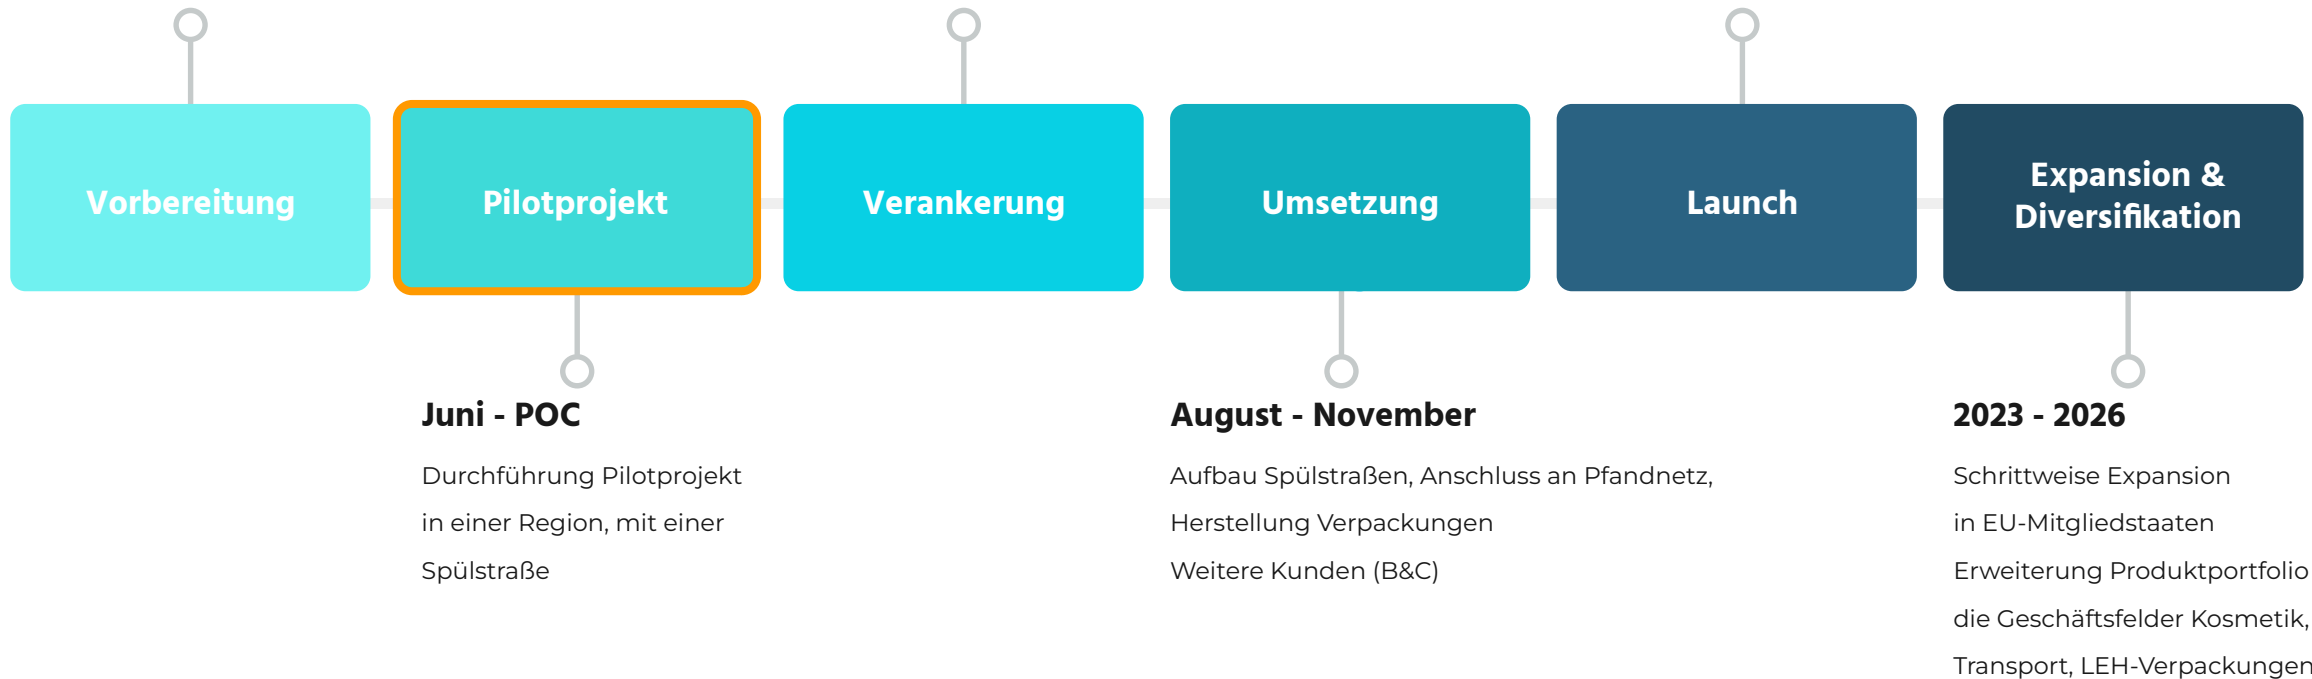 Vorbereitung
Pilotprojekt
Verankerung
Umsetzung
Launch
Expansion &
Diversifikation
Juni - POC
Durchführung Pilotprojekt
in einer Region, mit einer
Spülstraße
August - November
Aufbau Spülstraßen, Anschluss an Pfandnetz,
Herstellung Verpackungen
Weitere Kunden (B&C)
2023 - 2026
Schrittweise Expansion
in EU-Mitgliedstaaten
Erweiterung Produktportfolio
die Geschäftsfelder Kosmetik,
Transport, LEH-Verpackungen